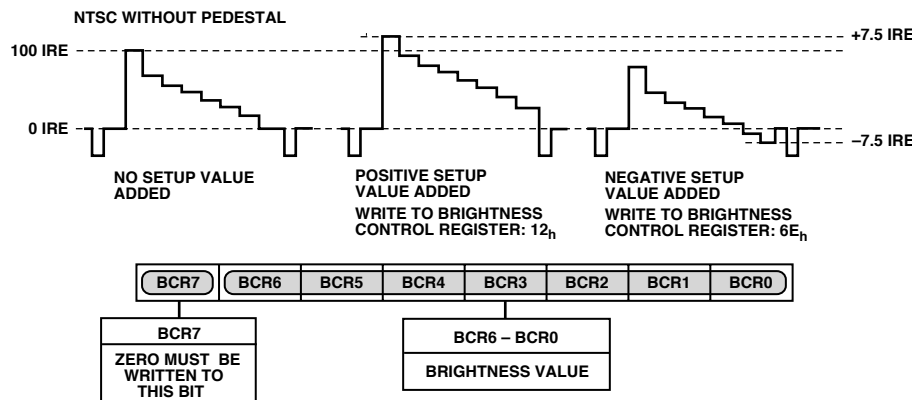 NTSC WITHOUT PEDESTAL
100 IRE
+7.5 IRE
0 IRE
–7.5 IRE
NO SETUP VALUE
ADDED
POSITIVE SETUP
VALUE ADDED
WRITE TO BRIGHTNESS
CONTROL REGISTER: 12h
NEGATIVE SETUP
VALUE ADDED
WRITE TO BRIGHTNESS
CONTROL REGISTER: 6Eh
BCR7 BCR6 BCR5 BCR4 BCR3 BCR2 BCR1 BCR0
BCR7
ZERO MUST BE
WRITTEN TO
THIS BIT
BCR6 – BCR0
BRIGHTNESS VALUE